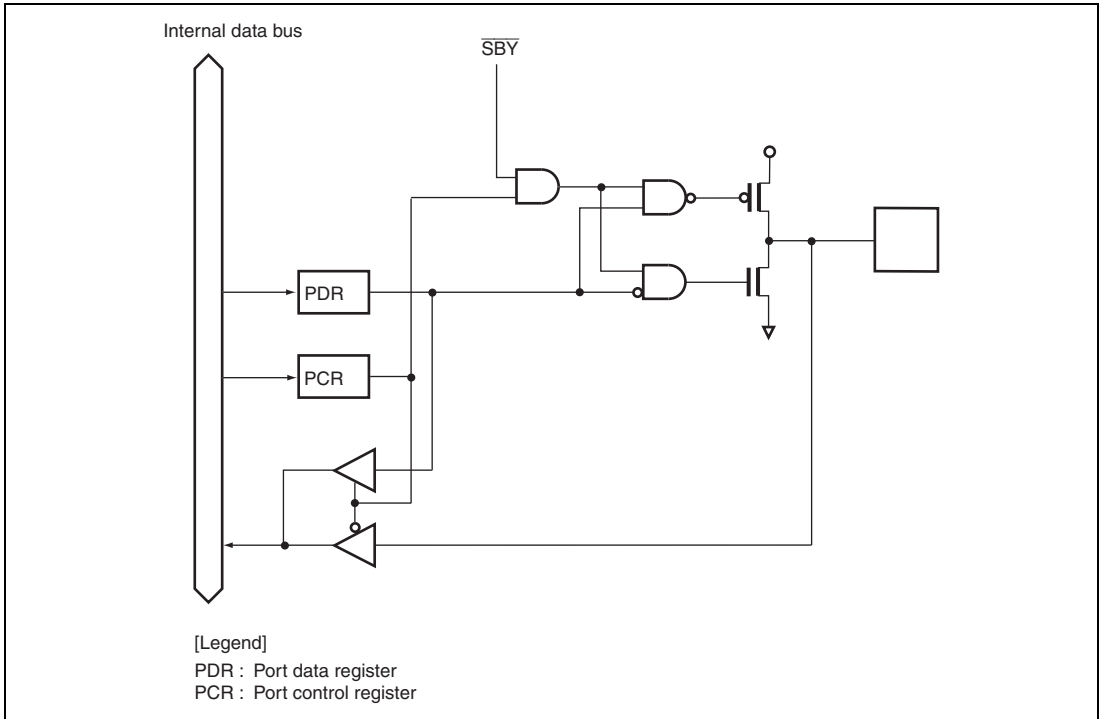 Internal data bus
SBY
PDR
PCR
[Legend]
PDR : Port data register
PCR : Port control register